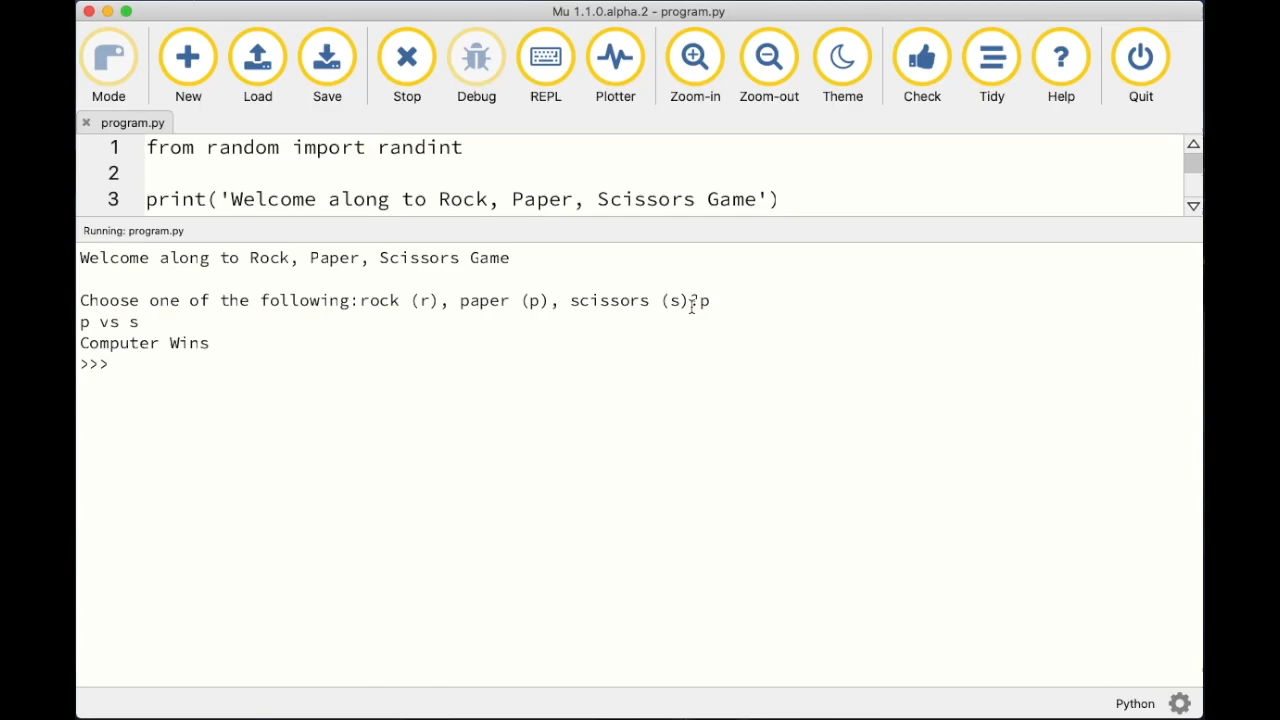 Mu 1.1.0.alpha.2 - program.py
Mode New Load Save Stop Debug REPL Plotter Zoom-in Zoom-out Theme Check Tidy Help Quit
program.py
1 from random import randint
2
3 print('Welcome along to Rock, Paper, Scissors Game')
Running: program.py
Welcome along to Rock, Paper, Scissors Game
Choose one of the following:rock (r), paper (p), scissors (s)?p
p vs s
Computer Wins
>>>
Python